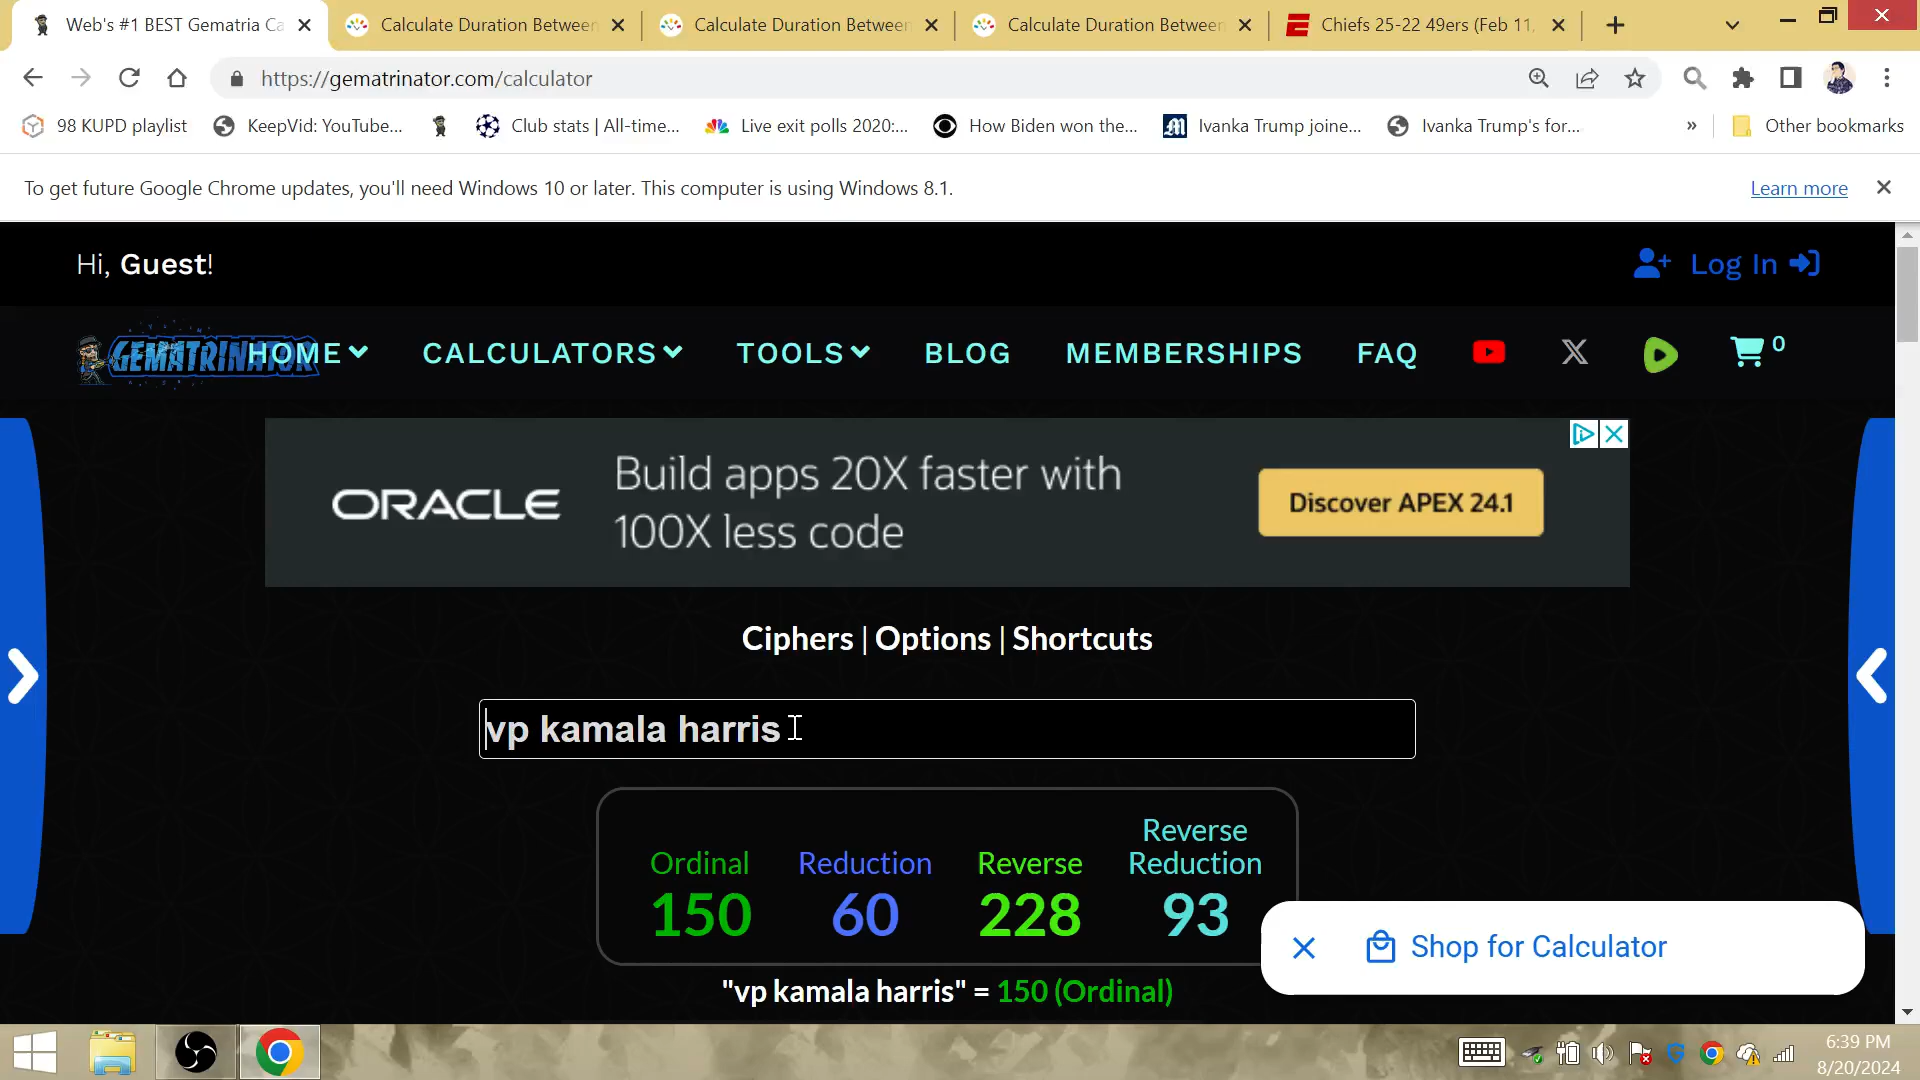 Web's #1 BEST Gematria Ca
Calculate Duration Between
Calculate Duration Between
Calculate Duration Between
Chiefs 25-22 49ers (Feb 11,
https://gematrinator.com/calculator
98 KUPD playlist
KeepVid: YouTube...
Club stats | All-time...
Live exit polls 2020:...
How Biden won the...
Ivanka Trump joine...
Ivanka Trump's for...
»
Other bookmarks
To get future Google Chrome updates, you'll need Windows 10 or later. This computer is using Windows 8.1.
Learn more
Hi, Guest!
Log In
GEMATRINATOR
HOME
CALCULATORS
TOOLS
BLOG
MEMBERSHIPS
FAQ
0
ORACLE
Build apps 20X faster with
100X less code
Discover APEX 24.1
Ciphers | Options | Shortcuts
vp kamala harris
Ordinal
Reduction
Reverse
Reverse
Reduction
150
60
228
93
"vp kamala harris" = 150 (Ordinal)
Shop for Calculator
6:39 PM
8/20/2024